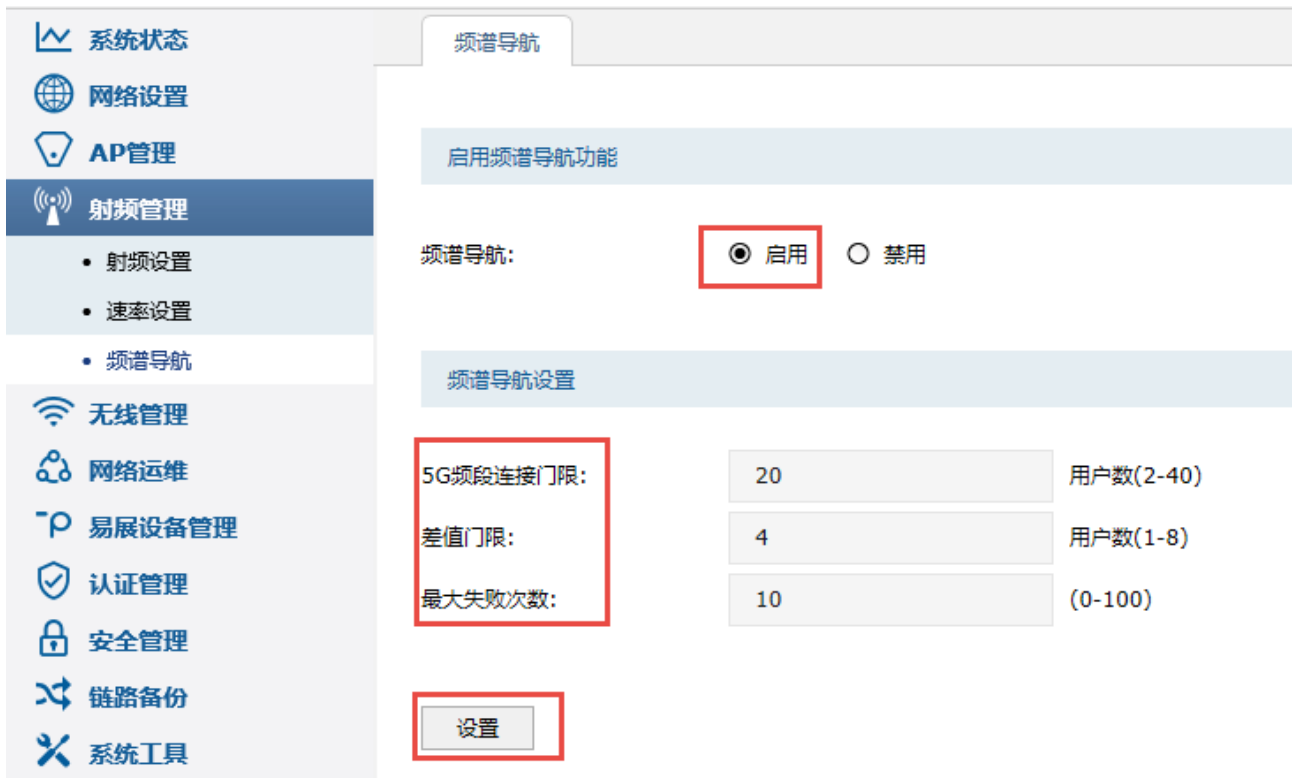 系统状态
网络设置
AP管理
射频管理
射频设置
速率设置
频谱导航
无线管理
网络运维
易展设备管理
认证管理
安全管理
链路备份
系统工具
频谱导航
启用频谱导航功能
频谱导航: 启用 禁用
频谱导航设置
5G频段连接门限: 20 用户数(2-40)
差值门限: 4 用户数(1-8)
最大失败次数: 10 (0-100)
设置